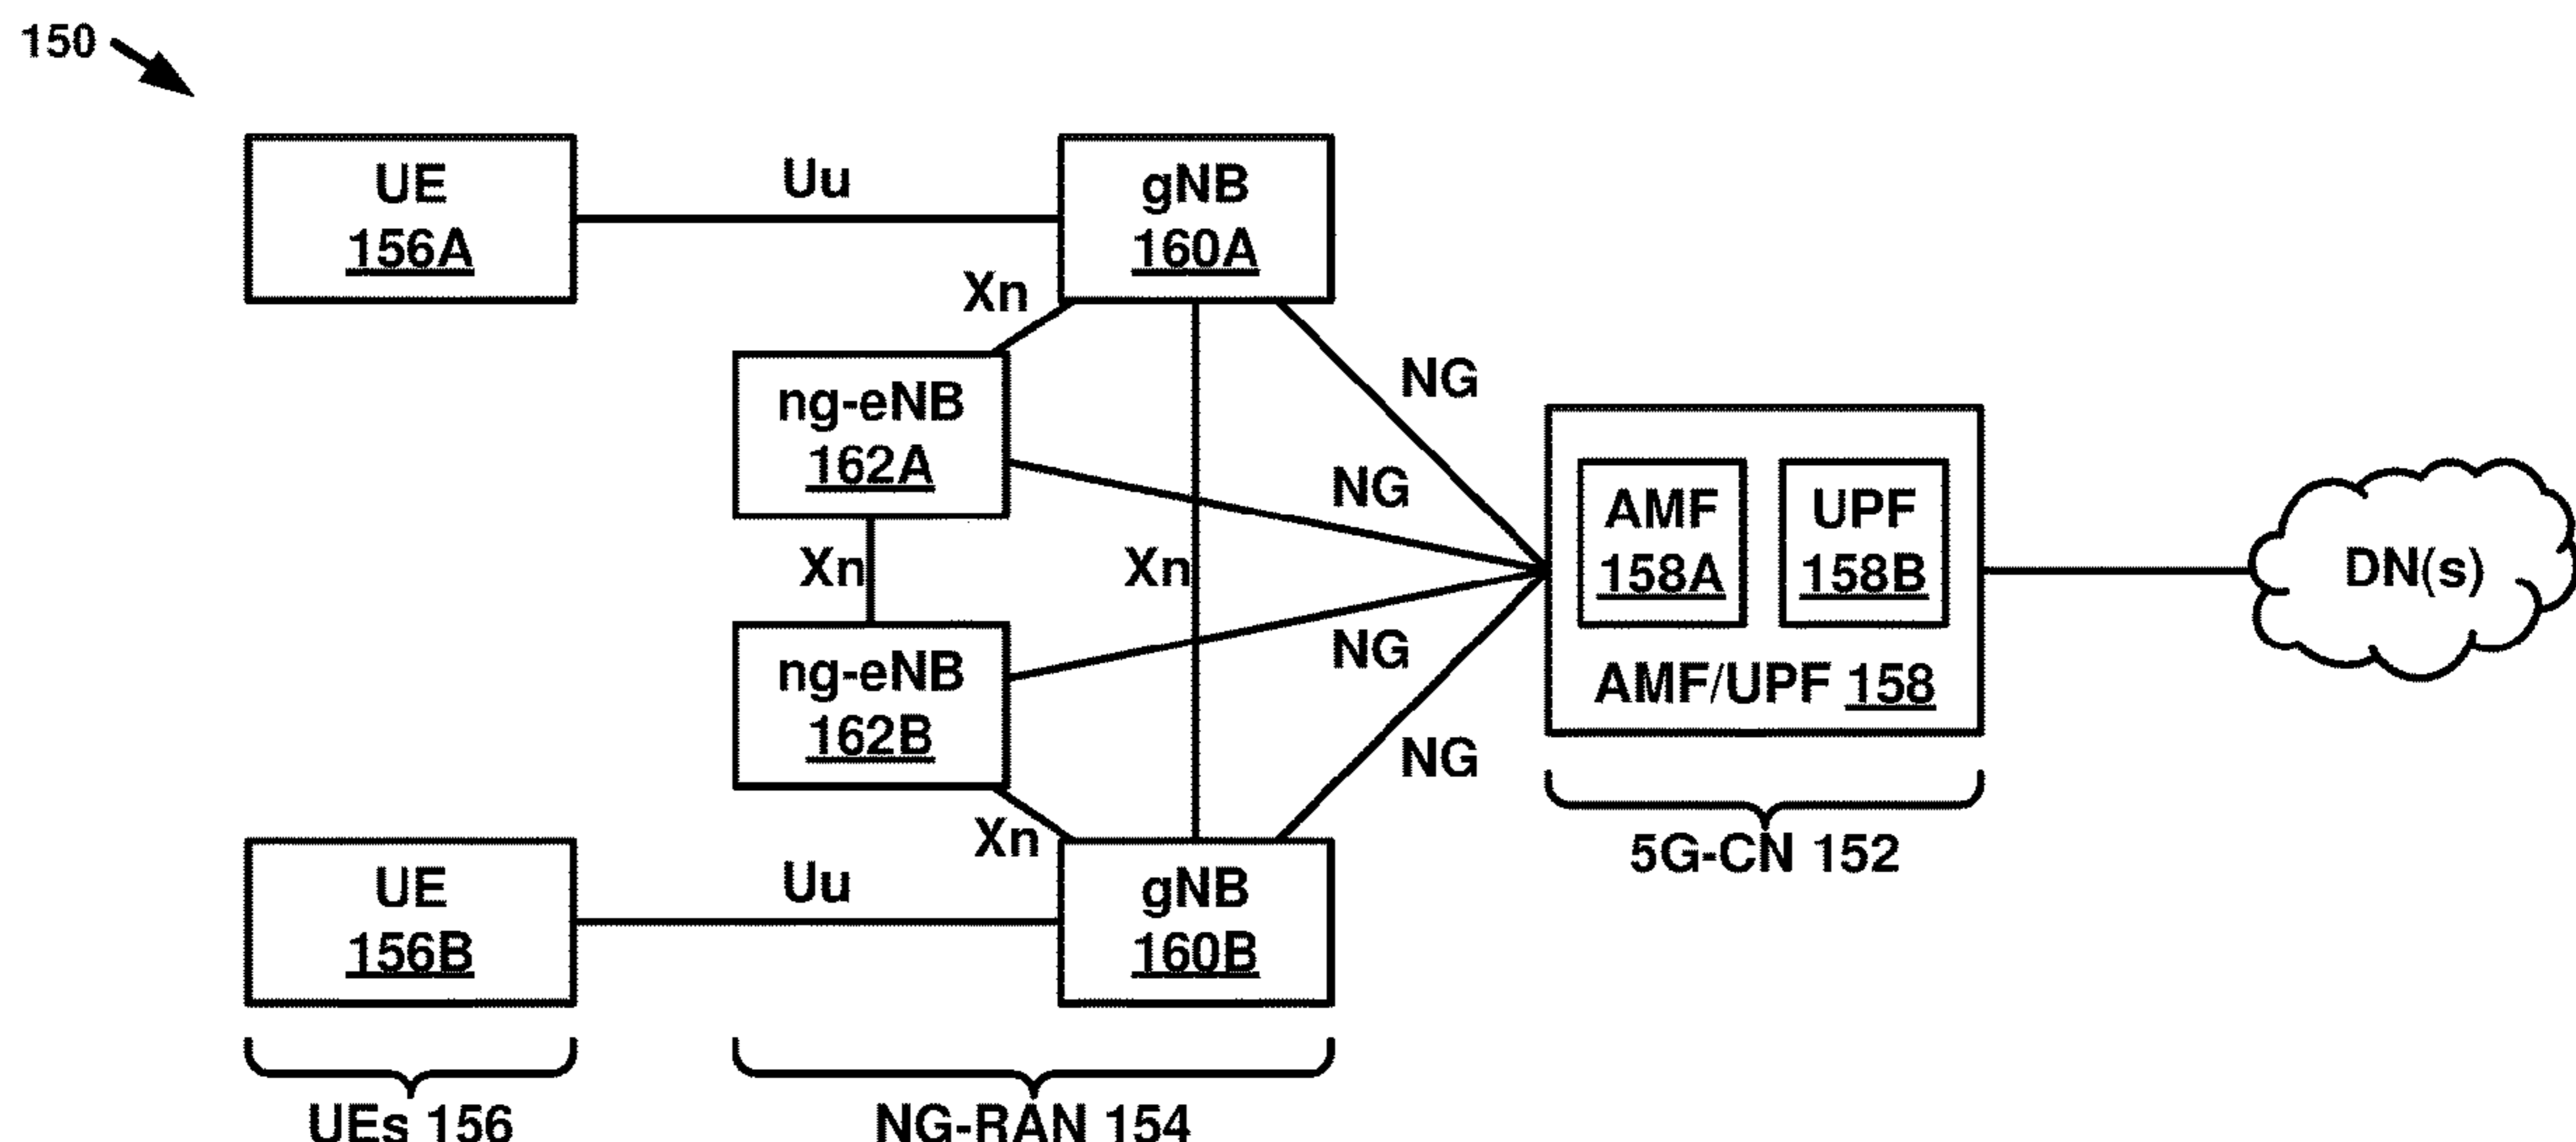 150
UE
156A
Uu
gNB
160A
Xn
ng-eNB
162A
NG
NG
Xn
Xn
AMF
158A
UPF
158B
AMF/UPF 158
DN(s)
ng-eNB
162B
NG
NG
Xn
5G-CN 152
UE
156B
Uu
gNB
160B
UEs 156
NG-RAN 154